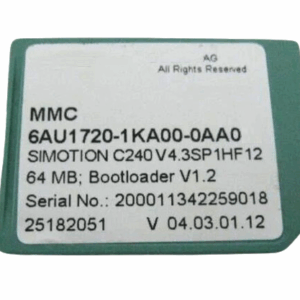 AG
All Rights Reserved
MMC
6AU1720-1KA00-0AA0
SIMOTION C240 V4.3SP1HF12
64 MB; Bootloader V1.2
Serial No.: 200011342259018
25182051 V 04.03.01.12